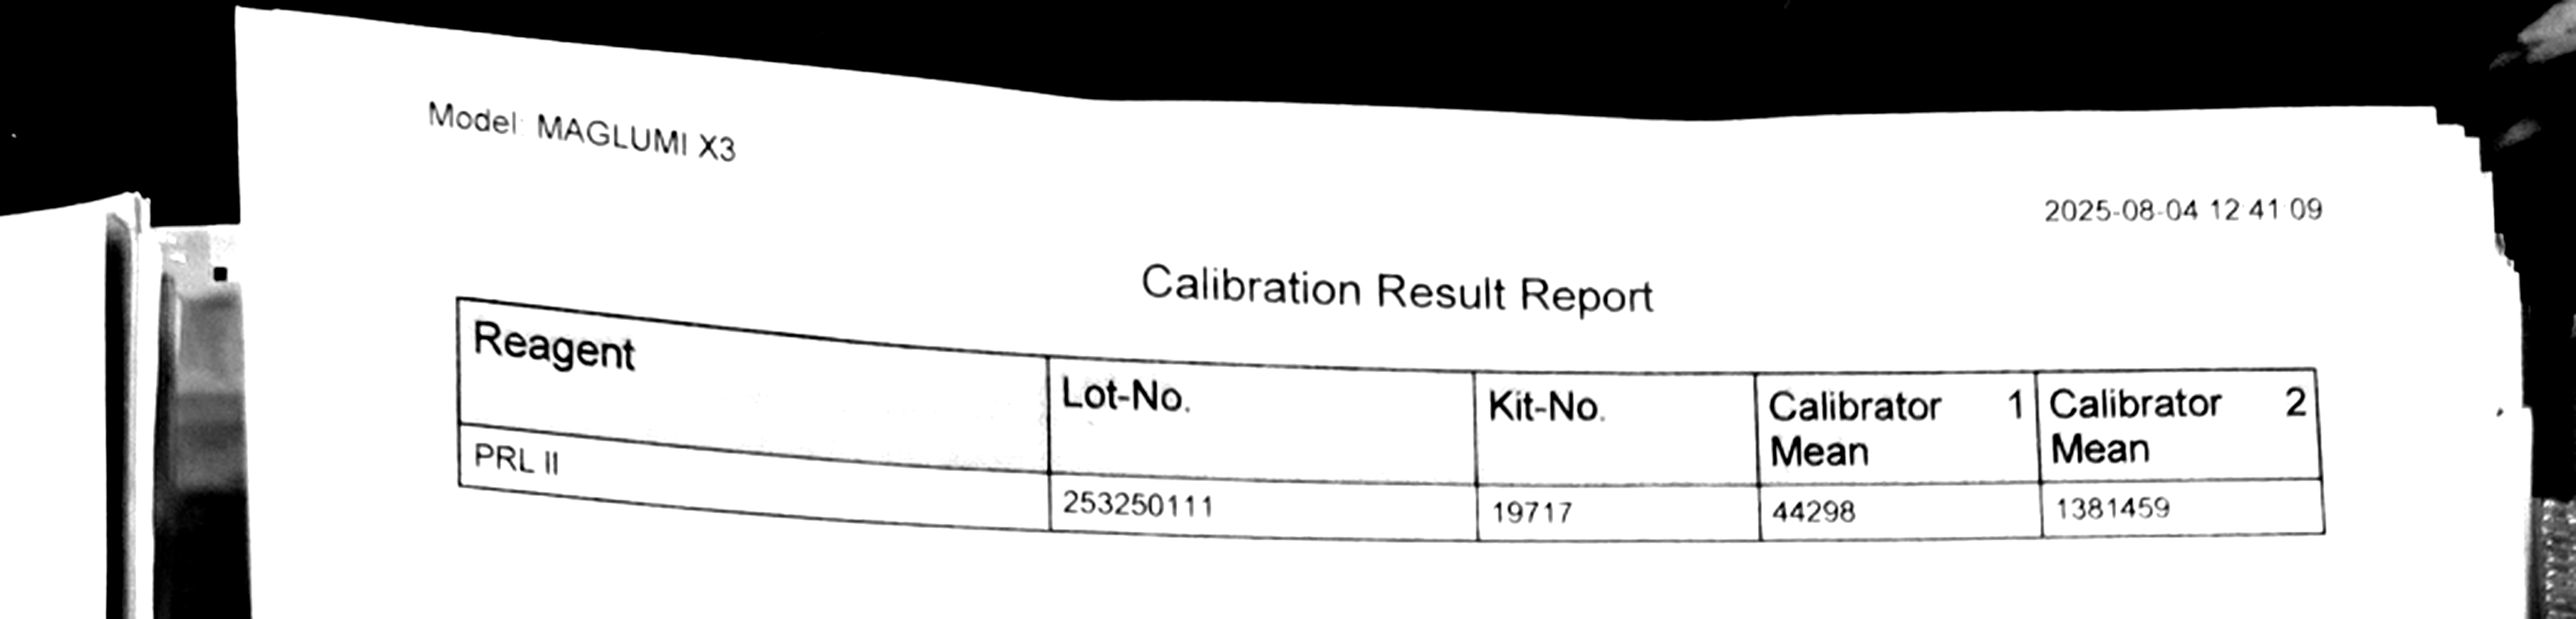 Model: MAGLUMI X3
2025-08-04 12:41:09
Calibration Result Report
Reagent Lot-No. Kit-No. Calibrator 1 Mean Calibrator 2 Mean
PRL II 253250111 19717 44298 1381459